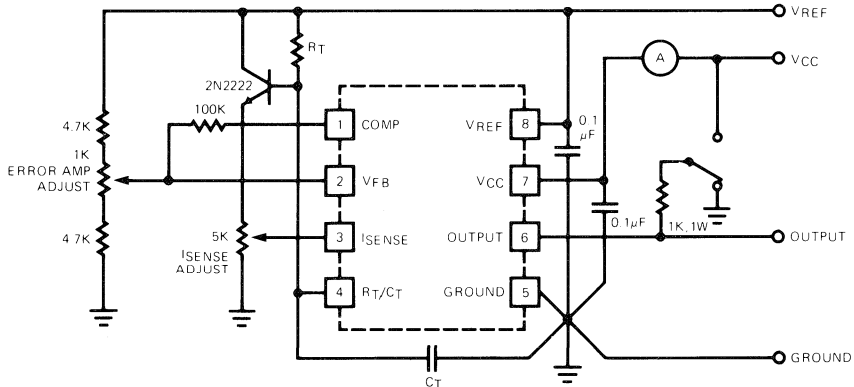 VREF
RT
A
VCC
2N2222
100K
4.7K
1
COMP
VREF
8
0.1
µF
1K
ERROR AMP
ADJUST
2
VFB
VCC
7
0.1µF
1K, 1W
4.7K
5K
ISENSE
ADJUST
3
ISENSE
OUTPUT
6
OUTPUT
4
RT/CT
GROUND
5
CT
GROUND